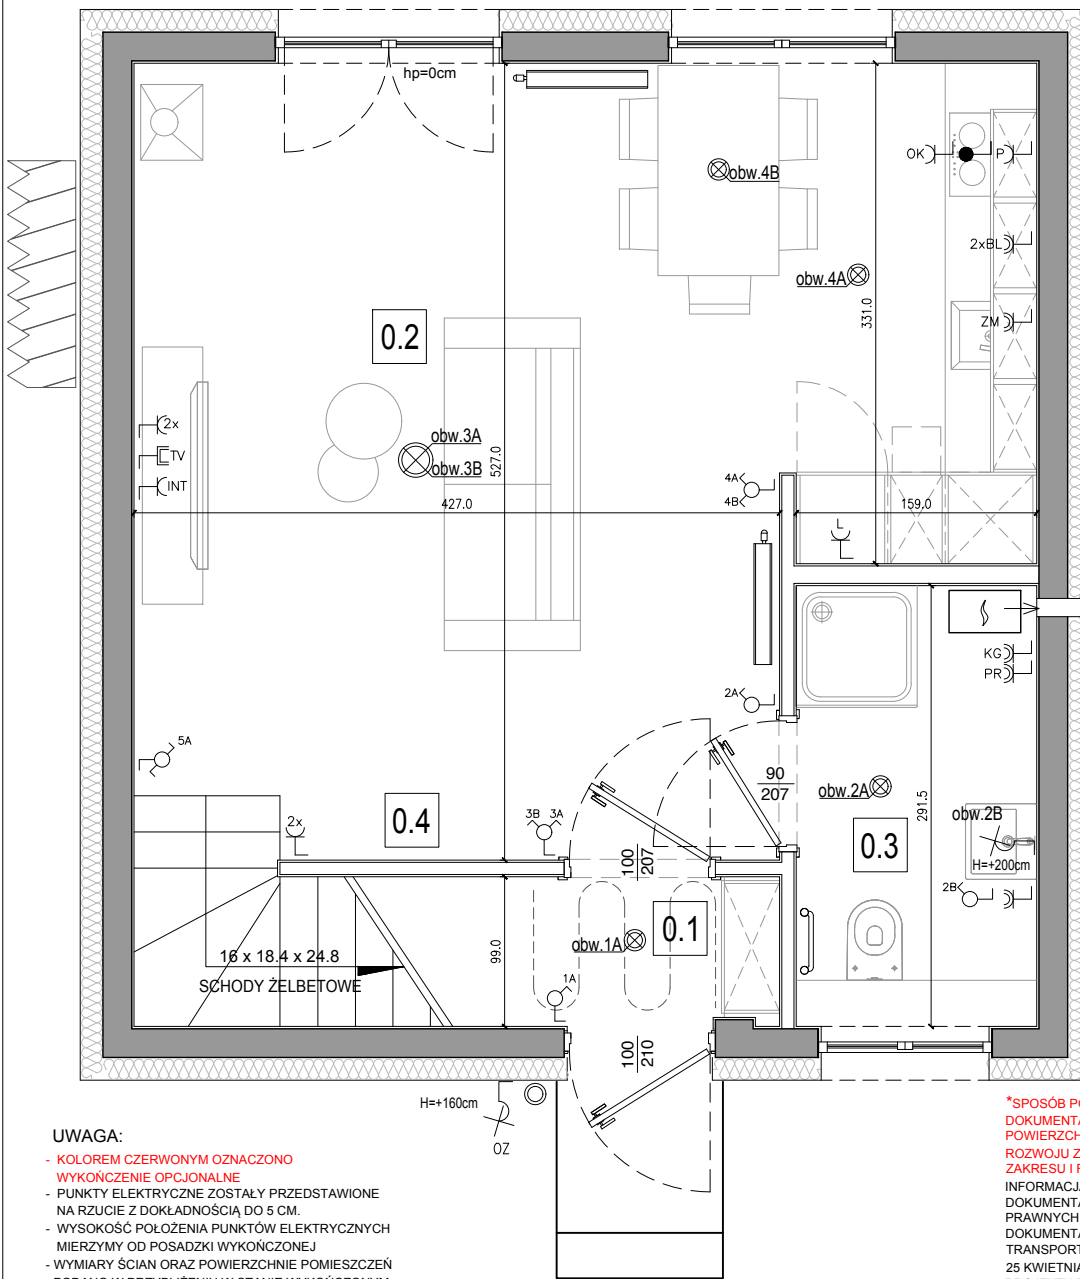 hp=0cm
OK
P
obw.4B
2xBL
obw.4A
331.0
ZM
0.2
2x
obw.3A
TV
527.0
obw.3B
INT
4A
4B
427.0
159.0
L
KG
PR
2A
5A
90
207
obw.2A
291.5
obw.2B
2x
0.4
3B 3A
0.3
100
207
H=+200cm
2B
0.1
obw.1A
99.0
16 x 18.4 x 24.8
SCHODY ŻELBETOWE
1A
100
210
H=+160cm
OZ
UWAGA:
- KOLOREM CZERWONYM OZNACZONO
WYKOŃCZENIE OPCJONALNE
- PUNKTY ELEKTRYCZNE ZOSTAŁY PRZEDSTAWIONE
NA RZUCIE Z DOKŁADNOŚCIĄ DO 5 CM.
- WYSOKOŚĆ POŁOŻENIA PUNKTÓW ELEKTRYCZNYCH
MIERZYMY OD POSADZKI WYKOŃCZONEJ
- WYMIARY ŚCIAN ORAZ POWIERZCHNIE POMIESZCZEŃ
*SPOSÓB
DOKUMENTA
POWIERZCH
ROZWOJU
ZAKRESU I
INFORMACJ
DOKUMENTA
PRAWNYCH
DOKUMENTA
TRANSPORT
25 KWIETNIA